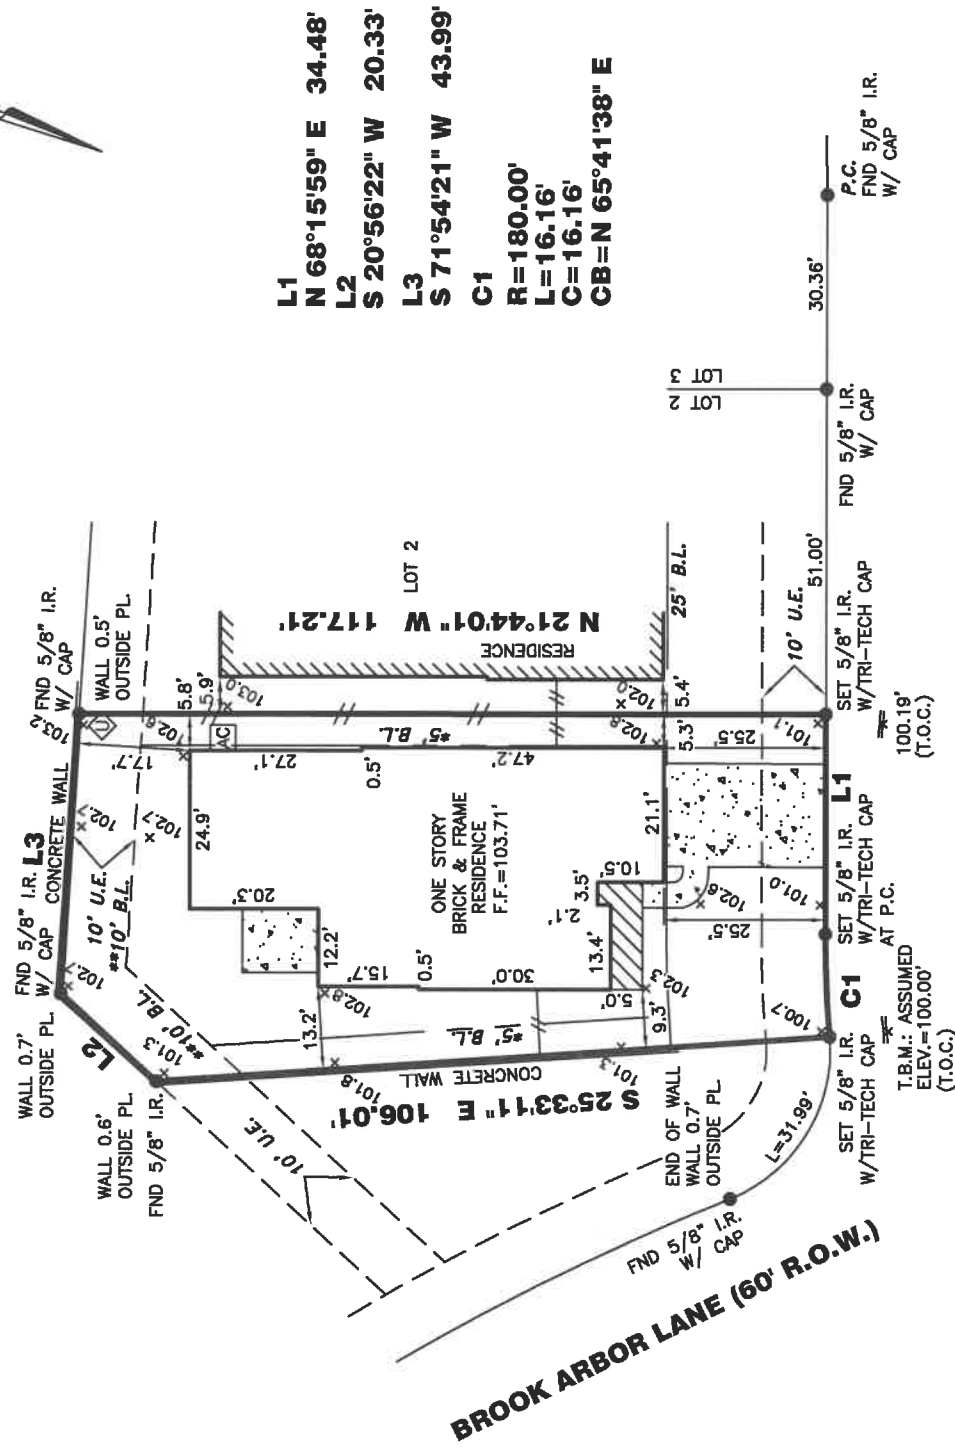 L1
N 68°15'59" E 34.48'
L2
S 20°56'22" W 20.33'
L3
S 71°54'21" W 43.99'
C1
R=180.00'
L=16.16'
C=16.16'
CB=N 65°41'38" E
WALL 0.7'
OUTSIDE PL.
FND 5/8" I.R.
W/ CAP
L3
CONCRETE WALL
FND 5/8" I.R.
W/ CAP
WALL 0.5'
OUTSIDE PL.
WALL 0.6'
OUTSIDE PL.
FND 5/8" I.R.
L2
101.3
102.7
10' U.E.
**10' B.L.
**10' B.L.
102.7
102.7
103.2
U
102.6
17.7'
5.8'
5.9'
103.0
AC
24.9'
27.1'
0.5'
*5' B.L.
20.3'
12.2'
15.7'
0.5'
13.2'
102.8
101.8
CONCRETE WALL
*5' B.L.
30.0'
ONE STORY
BRICK & FRAME
RESIDENCE
F.F.=103.71'
47.2'
LOT 2
N 21°44'01" W 117.21'
RESIDENCE
102.0
102.8
5.4'
5.3'
25' B.L.
21.1'
10.5'
3.5'
2.1'
13.4'
5.0'
9.3'
102.3
101.3
S 25°33'11" E 106.01'
10' U.E.
END OF WALL
WALL 0.7'
OUTSIDE PL.
25.5'
102.6
101.0
25.5'
101.1
100.7
10' U.E.
51.00'
LOT 2
LOT 3
30.36'
P.C.
FND 5/8" I.R.
W/ CAP
FND 5/8" I.R.
W/ CAP
SET 5/8" I.R.
W/TRI-TECH CAP
100.19'
(T.O.C.)
L1
SET 5/8" I.R.
W/TRI-TECH CAP
AT P.C.
C1
SET 5/8" I.R.
W/TRI-TECH CAP
T.B.M.: ASSUMED
ELEV.=100.00'
(T.O.C.)
L=31.99'
FND 5/8" I.R.
W/ CAP
BROOK ARBOR LANE (60' R.O.W.)